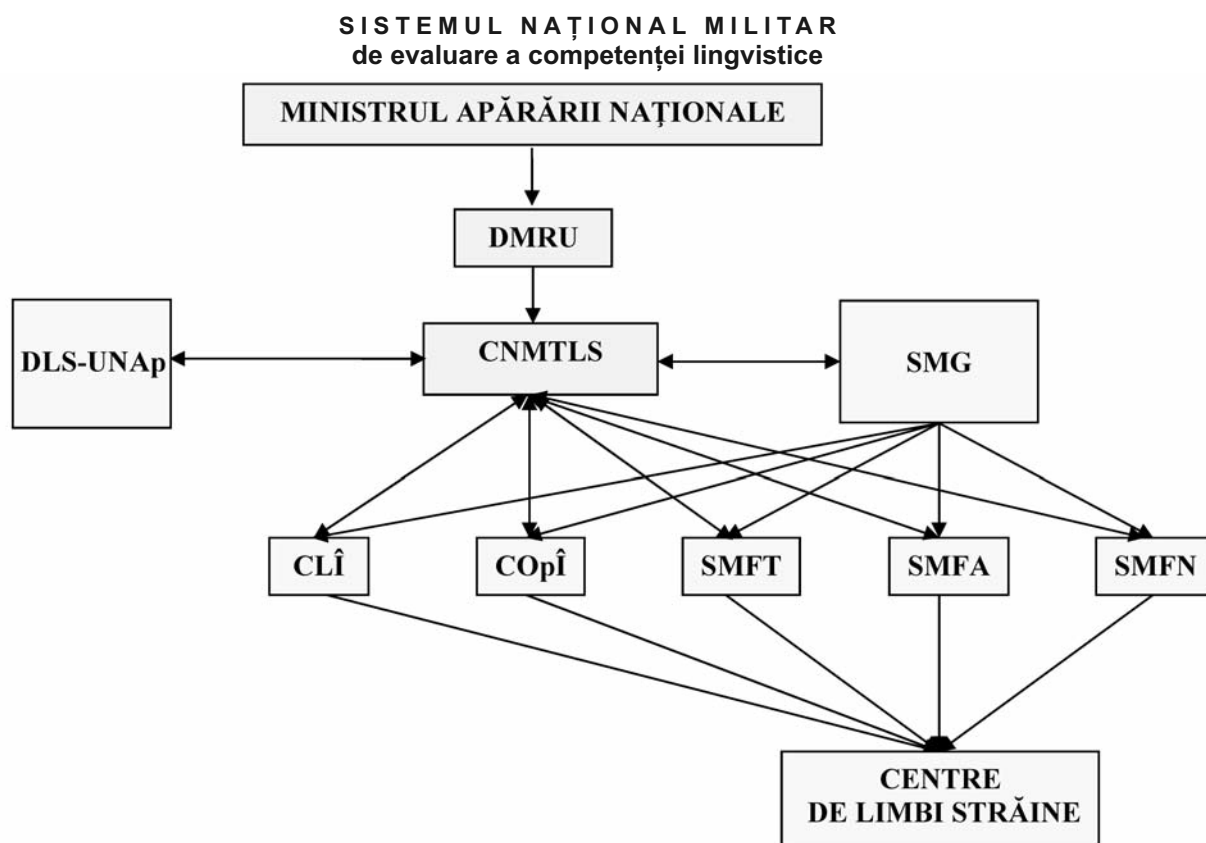 SISTEMUL NAȚIONAL MILITAR
de evaluare a competenței lingvistice
MINISTRUL APĂRĂRII NAȚIONALE
DMRU
DLS-UNAp
CNMTLS
SMG
CLÎ
COpÎ
SMFT
SMFA
SMFN
CENTRE
DE LIMBI STRĂINE